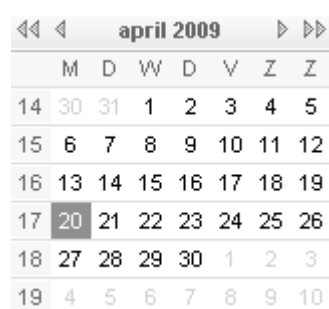 april 2009
M D W D V Z Z
14 30 31 1 2 3 4 5
15 6 7 8 9 10 11 12
16 13 14 15 16 17 18 19
17 20 21 22 23 24 25 26
18 27 28 29 30 1 2 3
19 4 5 6 7 8 9 10